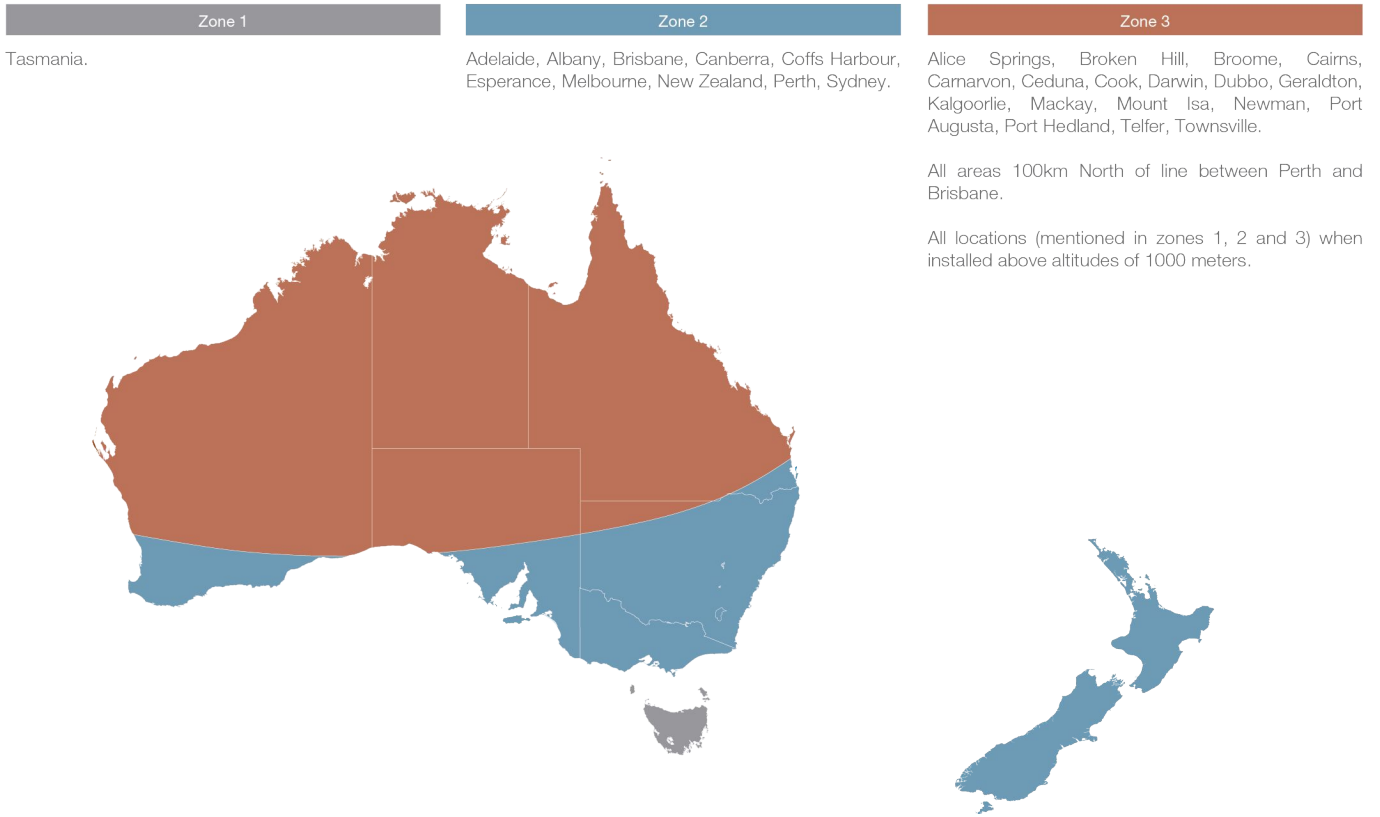 Zone 1
Tasmania.
Zone 2
Adelaide, Albany, Brisbane, Canberra, Coffs Harbour,
Esperance, Melbourne, New Zealand, Perth, Sydney.
Zone 3
Alice Springs, Broken Hill, Broome, Cairns,
Carnarvon, Ceduna, Cook, Darwin, Dubbo, Geraldton,
Kalgoorlie, Mackay, Mount Isa, Newman, Port
Augusta, Port Hedland, Telfer, Townsville.
All areas 100km North of line between Perth and
Brisbane.
All locations (mentioned in zones 1, 2 and 3) when
installed above altitudes of 1000 meters.